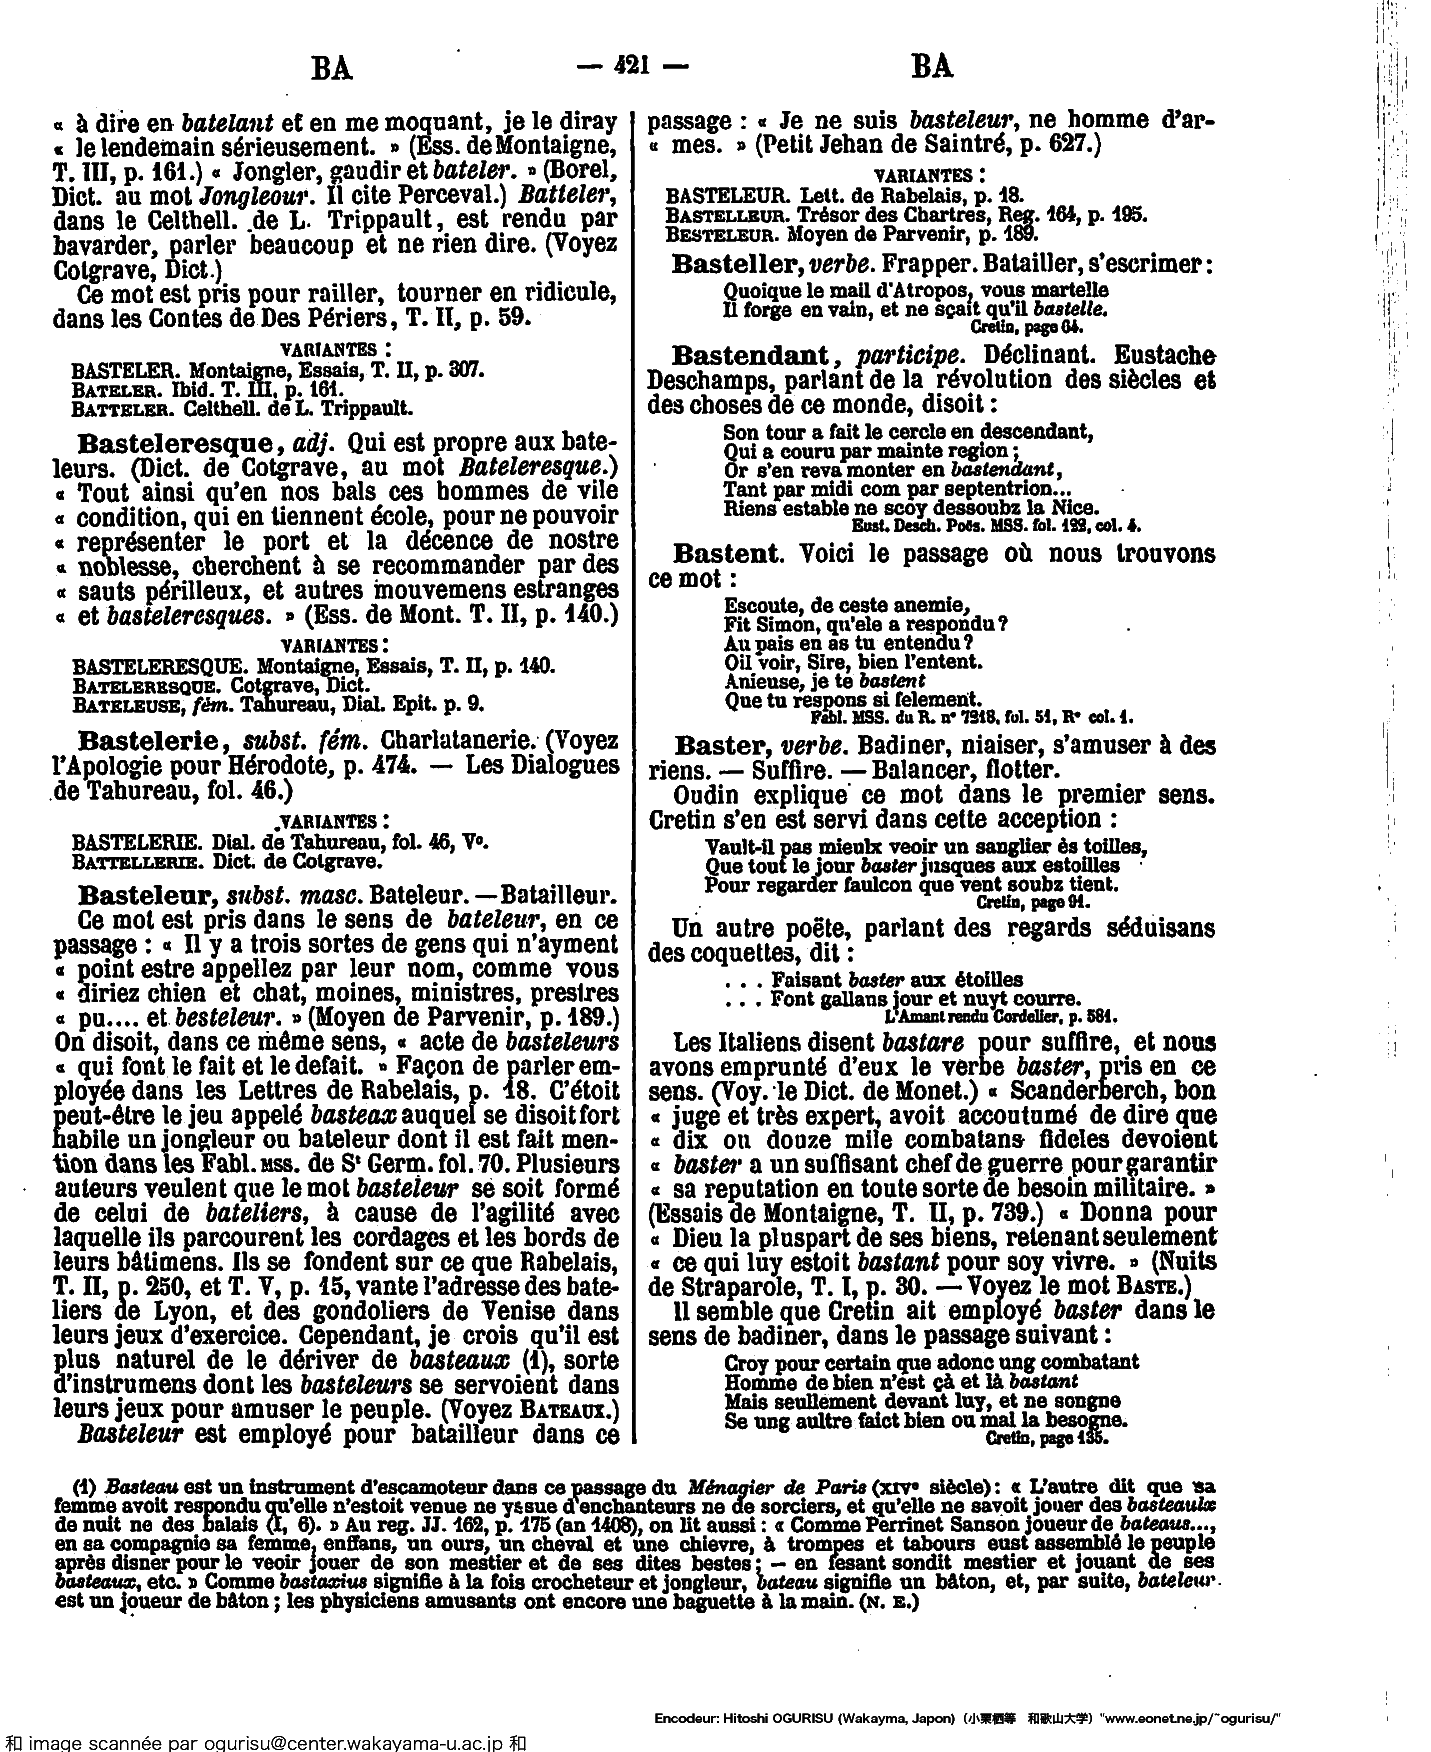 BA — 421 — BA
« à dire en batelant et en me moquant, je le diray
« le lendemain sérieusement. » (Ess. de Montaigne,
T. III, p. 161.) « Jongler, gaudir et bateler. » (Borel,
Dict. au mot Jongleour. Il cite Perceval.) Batteler,
dans le Celthell. de L. Trippault, est rendu par
bavarder, parler beaucoup et ne rien dire. (Voyez
Cotgrave, Dict.)
Ce mot est pris pour railler, tourner en ridicule,
dans les Contes de Des Périers, T. II, p. 59.
VARIANTES :
BASTELER. Montaigne, Essais, T. II, p. 307.
BATELER. Ibid. T. III, p. 161.
BATTELER. Celthell. de L. Trippault.
Basteleresque, adj. Qui est propre aux bate-
leurs. (Dict. de Cotgrave, au mot Bateleresque.)
« Tout ainsi qu'en nos bals ces hommes de vile
« condition, qui en tiennent école, pour ne pouvoir
« représenter le port et la décence de nostre
« noblesse, cherchent à se recommander par des
« sauts périlleux, et autres mouvemens estranges
« et basteleresques. » (Ess. de Mont. T. II, p. 140.)
VARIANTES :
BASTELERESQUE. Montaigne, Essais, T. II, p. 140.
BATELERESQUE. Cotgrave, Dict.
BATELEUSE, fém. Tahureau, Dial. Epit. p. 9.
Bastelerie, subst. fém. Charlatanerie. (Voyez
l'Apologie pour Hérodote, p. 474. — Les Dialogues
de Tahureau, fol. 46.)
VARIANTES :
BASTELERIE. Dial. de Tahureau, fol. 46, Vº.
BATTELLERIE. Dict. de Cotgrave.
Basteleur, subst. masc. Bateleur. — Batailleur.
Ce mot est pris dans le sens de bateleur, en ce
passage : « Il y a trois sortes de gens qui n'ayment
« point estre appellez par leur nom, comme vous
« diriez chien et chat, moines, ministres, prestres
« pu.... et besteleur. » (Moyen de Parvenir, p. 189.)
On disoit, dans ce même sens, « acte de basteleurs
« qui font le fait et le defait. » Façon de parler em-
ployée dans les Lettres de Rabelais, p. 18. C'étoit
peut-être le jeu appelé basteax auquel se disoit fort
habile un jongleur ou bateleur dont il est fait men-
tion dans les Fabl. MSS. de St Germ. fol. 70. Plusieurs
auteurs veulent que le mot basteleur se soit formé
de celui de bateliers, à cause de l'agilité avec
laquelle ils parcourent les cordages et les bords de
leurs bâtimens. Ils se fondent sur ce que Rabelais,
T. II, p. 250, et T. V, p. 15, vante l'adresse des bate-
liers de Lyon, et des gondoliers de Venise dans
leurs jeux d'exercice. Cependant, je crois qu'il est
plus naturel de le dériver de basteaux (1), sorte
d'instrumens dont les basteleurs se servoient dans
leurs jeux pour amuser le peuple. (Voyez BATEAUX.)
Basteleur est employé pour batailleur dans ce
passage : « Je ne suis basteleur, ne homme d'ar-
« mes. » (Petit Jehan de Saintré, p. 627.)
VARIANTES :
BASTELEUR. Lett. de Rabelais, p. 18.
BASTELLEUR. Trésor des Chartres, Reg. 164, p. 195.
BESTELEUR. Moyen de Parvenir, p. 189.
Basteller, verbe. Frapper. Batailler, s'escrimer :
Quoique le mail d'Atropos, vous martelle
Il forge en vain, et ne sçait qu'il bastelle.
Cretin, page 64.
Bastendant, participe. Déclinant. Eustache
Deschamps, parlant de la révolution des siècles et
des choses de ce monde, disoit :
Son tour a fait le cercle en descendant,
Qui a couru par mainte region ;
Or s'en reva monter en bastendant,
Tant par midi com par septentrion...
Riens estable ne scoy dessoubz la Nice.
Eust. Desch. Poës. MSS. fol. 122, col. 4.
Bastent. Voici le passage où nous trouvons
ce mot :
Escoute, de ceste anemie,
Fit Simon, qu'ele a respondu ?
Au pais en as tu entendu ?
Oil voir, Sire, bien l'entent.
Anieuse, je te bastent
Que tu respons si felement.
Fabl. MSS. du R. nº 7218, fol. 51, Rº col. 1.
Baster, verbe. Badiner, niaiser, s'amuser à des
riens. — Suffire. — Balancer, flotter.
Oudin explique ce mot dans le premier sens.
Cretin s'en est servi dans cette acception :
Vault-il pas mieulx veoir un sanglier ès toilles,
Que tout le jour baster jusques aux estoilles
Pour regarder faulcon que vent soubz tient.
Cretin, page 91.
Un autre poëte, parlant des regards séduisans
des coquettes, dit :
. . . Faisant baster aux étoilles
. . . Font gallans jour et nuyt courre.
L'Amant rendu Cordelier, p. 581.
Les Italiens disent bastare pour suffire, et nous
avons emprunté d'eux le verbe baster, pris en ce
sens. (Voy. le Dict. de Monet.) « Scanderberch, bon
« juge et très expert, avoit accoutumé de dire que
« dix ou douze mile combatans fideles devoient
« baster a un suffisant chef de guerre pour garantir
« sa reputation en toute sorte de besoin militaire. »
(Essais de Montaigne, T. II, p. 739.) « Donna pour
« Dieu la pluspart de ses biens, retenant seulement
« ce qui luy estoit bastant pour soy vivre. » (Nuits
de Straparole, T. I, p. 30. — Voyez le mot BASTE.)
Il semble que Cretin ait employé baster dans le
sens de badiner, dans le passage suivant :
Croy pour certain que adonc ung combatant
Homme de bien n'est çà et là bastant
Mais seullement devant luy, et ne songne
Se ung aultre faict bien ou mal la besogne.
Cretin, page 135.
(1) Basteau est un instrument d'escamoteur dans ce passage du Ménagier de Paris (XIVe siècle) : « L'autre dit que sa
femme avoit respondu qu'elle n'estoit venue ne yssue d'enchanteurs ne de sorciers, et qu'elle ne savoit jouer des basteaulx
de nuit ne des balais (I, 6). » Au reg. JJ. 162, p. 175 (an 1408), on lit aussi : « Comme Perrinet Sanson joueur de bateaus...,
en sa compagnie sa femme, enffans, un ours, un cheval et une chievre, à trompes et tabours eust assemblé le peuple
après disner pour le veoir jouer de son mestier et de ses dites bestes ; — en fesant sondit mestier et jouant de ses
basteaux, etc. » Comme bastaxius signifie à la fois crocheteur et jongleur, bateau signifie un bâton, et, par suite, bateleur
est un joueur de bâton ; les physiciens amusants ont encore une baguette à la main. (N. E.)
Encodeur: Hitoshi OGURISU (Wakayma, Japon) (小栗栖等 和歌山大学) "www.eonet.ne.jp/~ogurisu/"
和 image scannée par ogurisu@center.wakayama-u.ac.jp 和